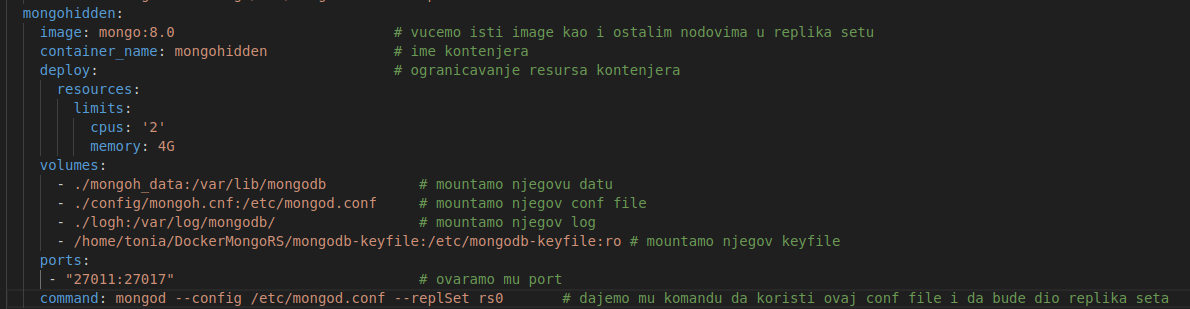 mongohidden:
image: mongo:8.0 # vucemo isti image kao i ostalim nodovima u replika setu
container_name: mongohidden # ime kontenjera
deploy: # ogranicavanje resursa kontenjera
resources:
limits:
cpus: '2'
memory: 4G
volumes:
- ./mongoh_data:/var/lib/mongodb # mountamo njegovu datu
- ./config/mongoh.cnf:/etc/mongod.conf # mountamo njegov conf file
- ./logh:/var/log/mongodb/ # mountamo njegov log
- /home/tonia/DockerMongoRS/mongodb-keyfile:/etc/mongodb-keyfile:ro # mountamo njegov keyfile
ports:
- "27011:27017" # ovaramo mu port
command: mongod --config /etc/mongod.conf --replSet rs0 # dajemo mu komandu da koristi ovaj conf file i da bude dio replika seta